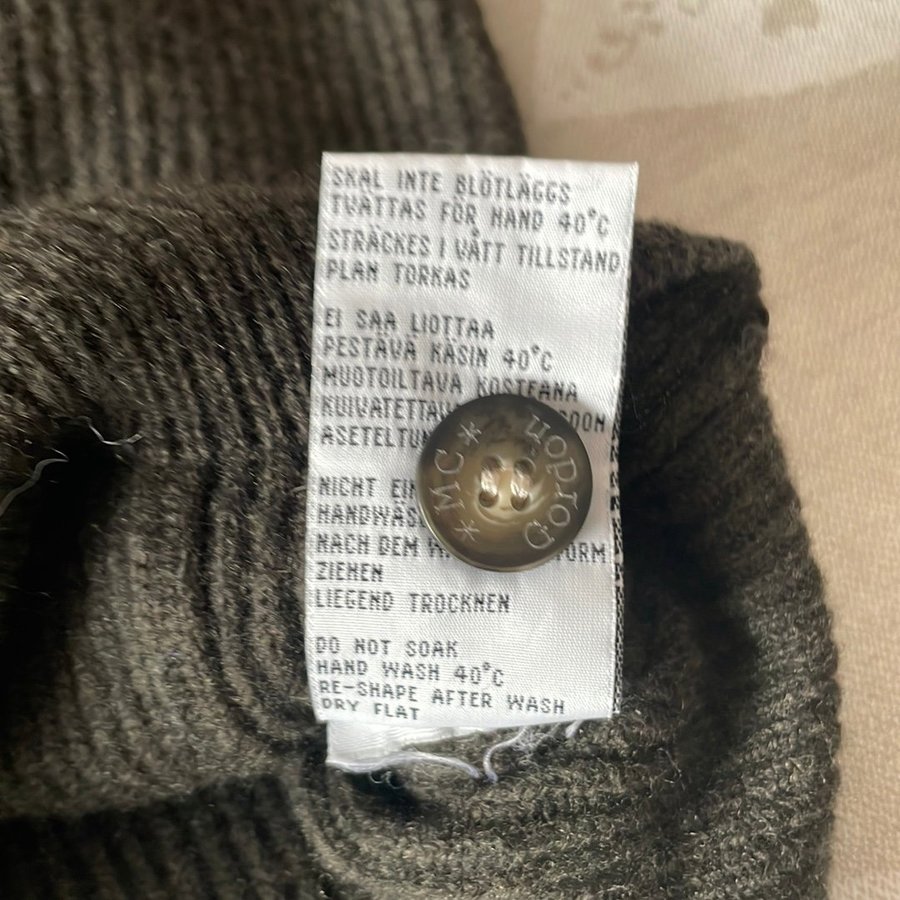 SKAL INTE BLÖTLÄGGS
TVÄTTAS FÖR HAND 40°C
STRÄCKES I VÅTT TILLSTAND
PLAN TORKAS
EI SAA LIOTTAA
PESTÄVÄ KÄSIN 40°C
MUOTOILTAVA KOSTEANA
ZIEHEN
LIEGEND TROCKNEN
NICHT
NACH DEM
DO NOT SOAK
HAND WASH 40°C
RE-SHAPE AFTER WASH
DRY FLAT
* MC *
Gordon